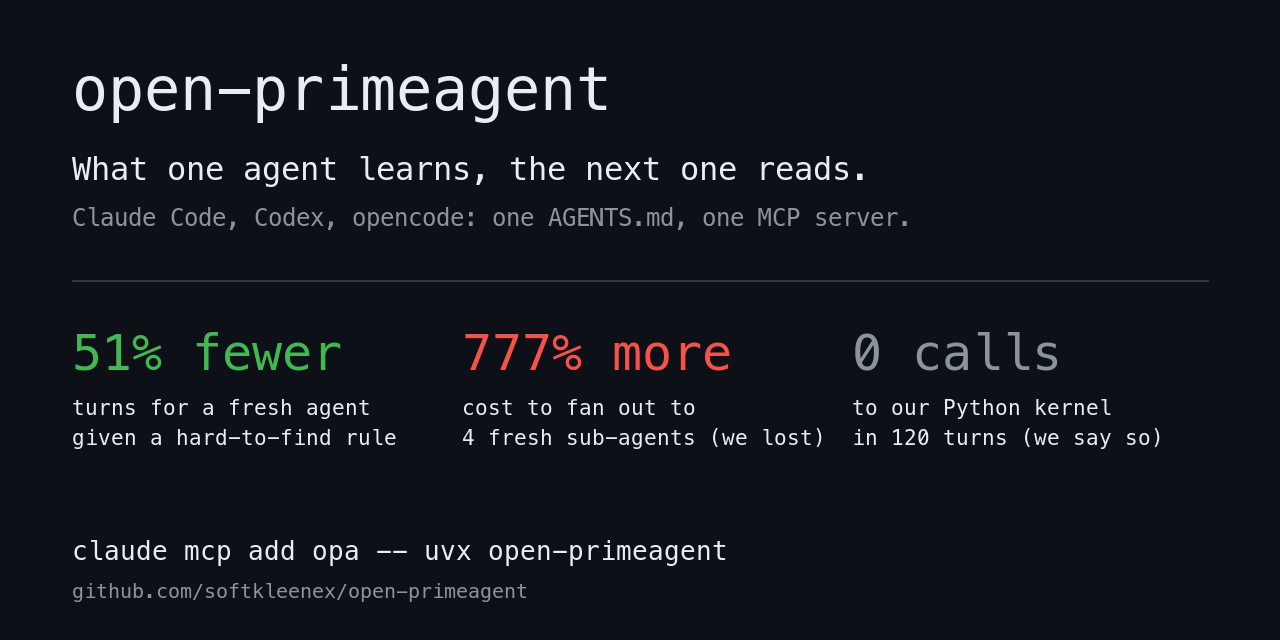 open-primeagent
What one agent learns, the next one reads.
Claude Code, Codex, opencode: one AGENTS.md, one MCP server.
51% fewer
turns for a fresh agent
given a hard-to-find rule
777% more
cost to fan out to
4 fresh sub-agents (we lost)
0 calls
to our Python kernel
in 120 turns (we say so)
claude mcp add opa -- uvx open-primeagent
github.com/softkleenex/open-primeagent